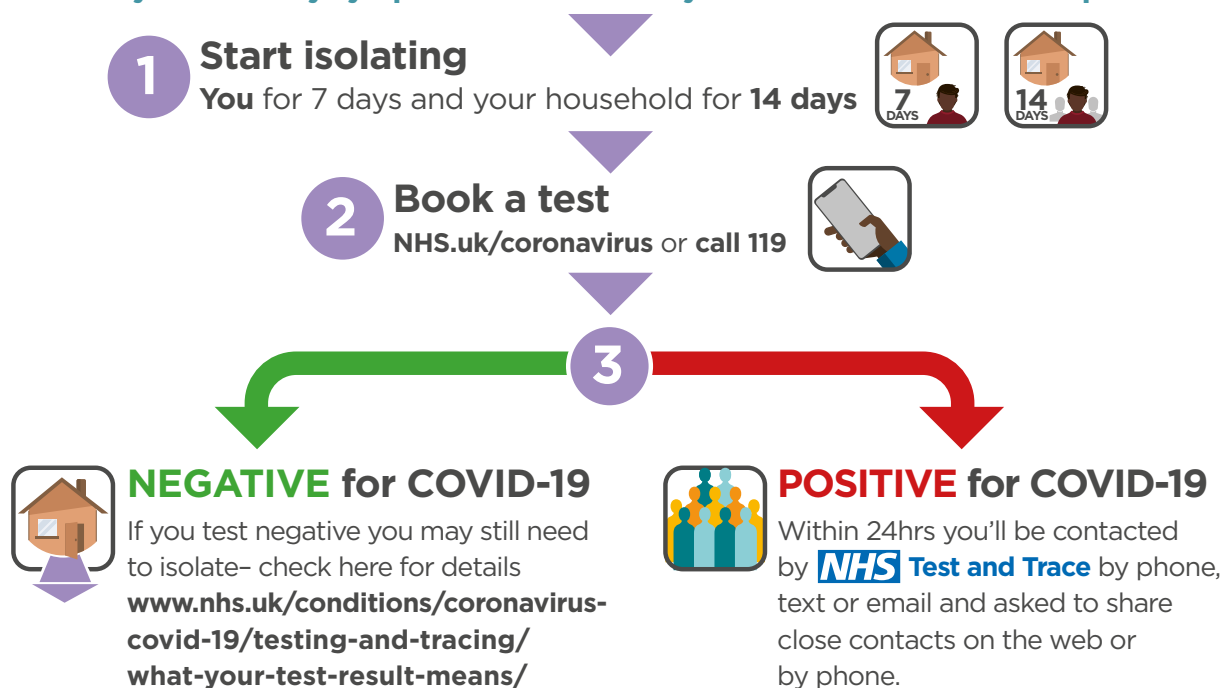 1
Start isolating
You for 7 days and your household for 14 days
7
DAYS
14
DAYS
2
Book a test
NHS.uk/coronavirus or call 119
3
NEGATIVE for COVID-19
If you test negative you may still need
to isolate– check here for details
www.nhs.uk/conditions/coronavirus-
covid-19/testing-and-tracing/
what-your-test-result-means/
POSITIVE for COVID-19
Within 24hrs you’ll be contacted
by NHS Test and Trace by phone,
text or email and asked to share
close contacts on the web or
by phone.